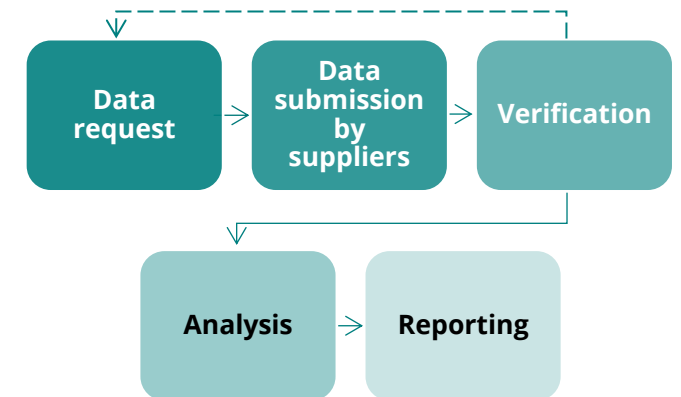 Data
request
Data
submission
by
suppliers
Verification
Analysis
Reporting